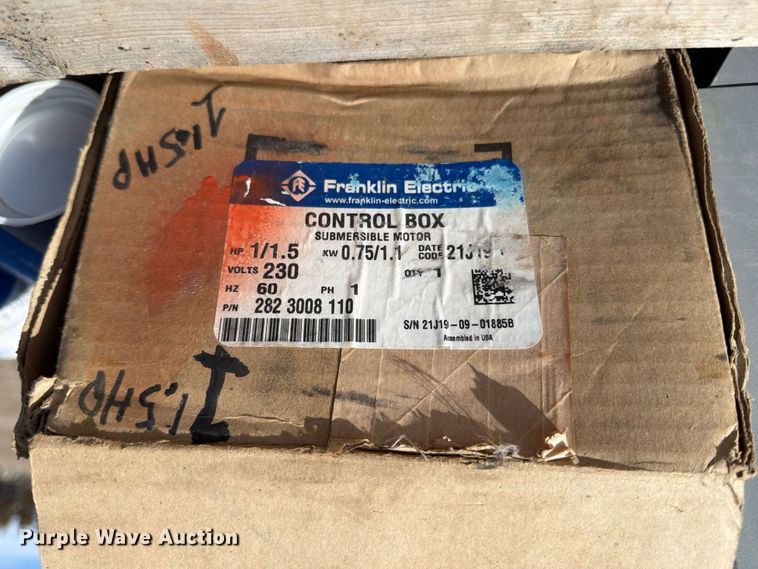 1.5HP
Franklin Electric
www.franklin-electric.com
CONTROL BOX
SUBMERSIBLE MOTOR
HP 1/1.5 KW 0.75/1.1 DATE CODE 21J19
VOLTS 230 QTY 1
HZ 60 PH 1
P/N 282 3008 110
S/N 21J19-09-01885B
Assembled in USA
1.5HP
Purple Wave Auction